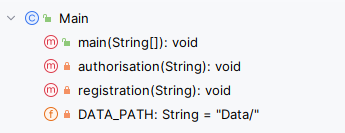 C Main
m main(String[]): void
m authorisation(String): void
m registration(String): void
f DATA_PATH: String = "Data/"